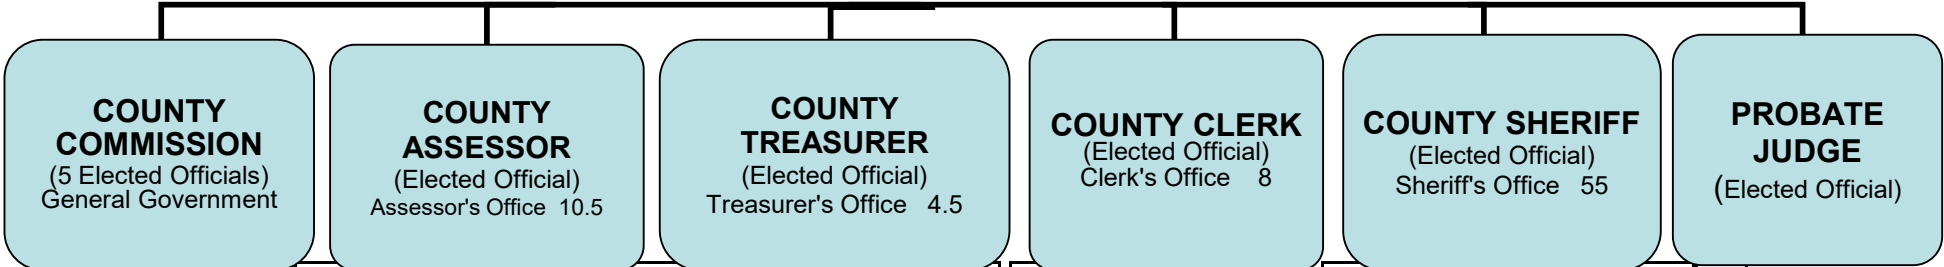 COUNTY
COMMISSION
(5 Elected Officials)
General Government
COUNTY
ASSESSOR
(Elected Official)
Assessor's Office 10.5
COUNTY
TREASURER
(Elected Official)
Treasurer's Office 4.5
COUNTY CLERK
(Elected Official)
Clerk's Office 8
COUNTY SHERIFF
(Elected Official)
Sheriff's Office 55
PROBATE
JUDGE
(Elected Official)